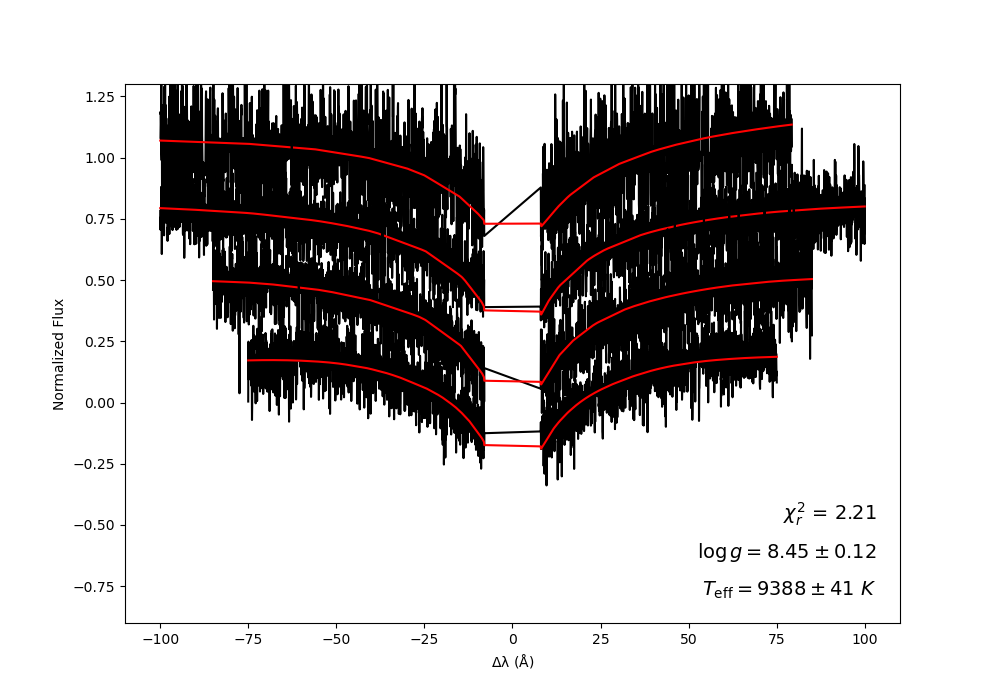 1.25
1.00
0.75
0.50
0.25
0.00
−0.25
−0.50
−0.75
Normalized Flux
χ²ᵣ = 2.21
log g = 8.45 ± 0.12
T_eff = 9388 ± 41 K
−100 −75 −50 −25 0 25 50 75 100
Δλ (Å)